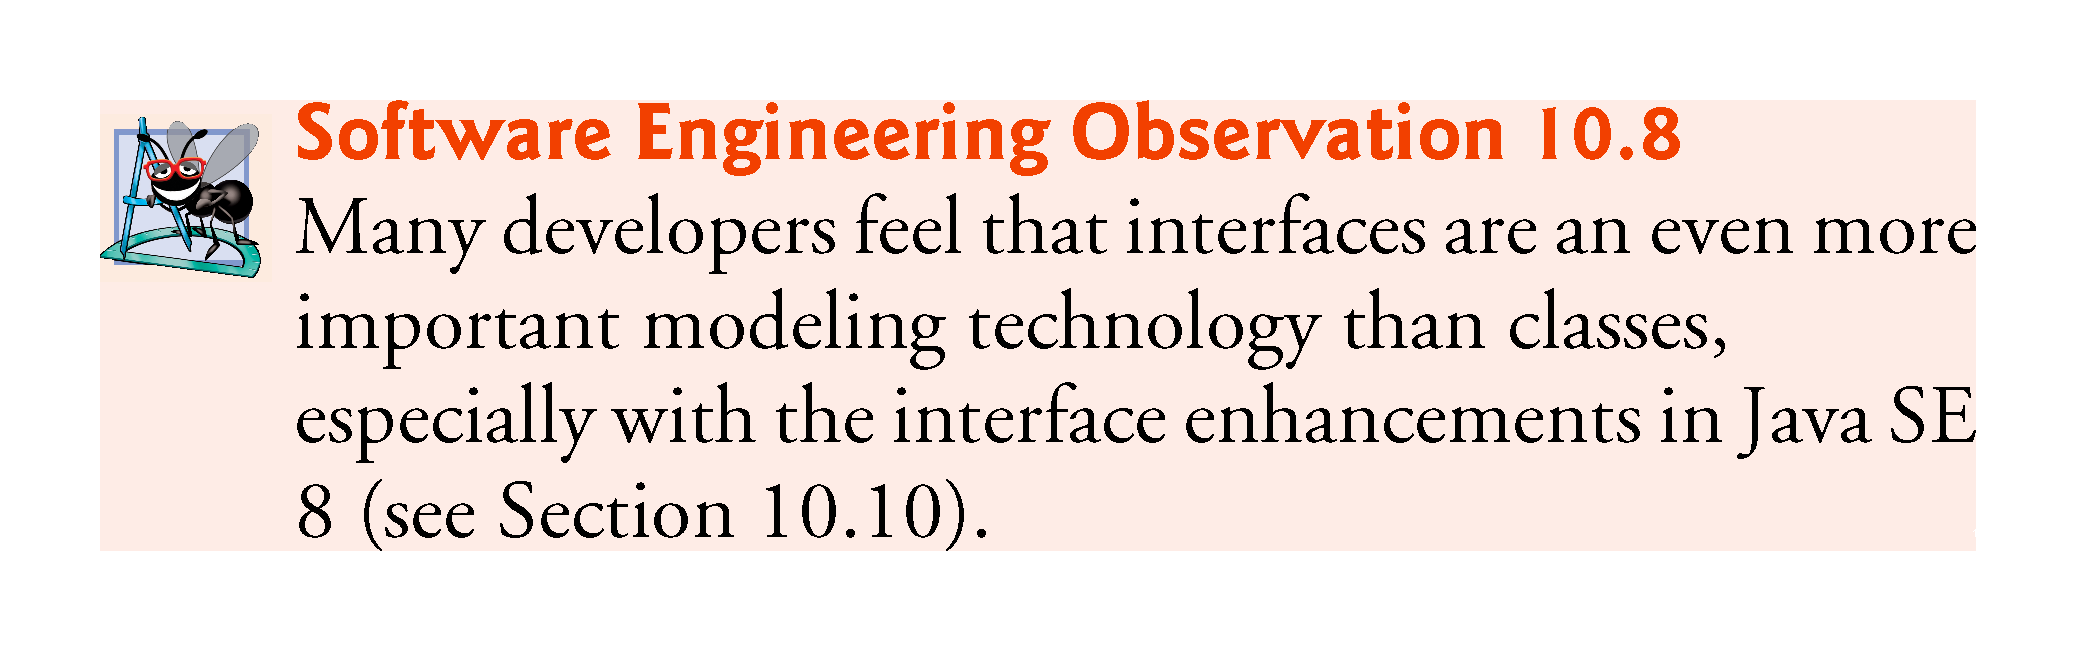 Software Engineering Observation 10.8
Many developers feel that interfaces are an even more
important modeling technology than classes,
especially with the interface enhancements in Java SE
8 (see Section 10.10).